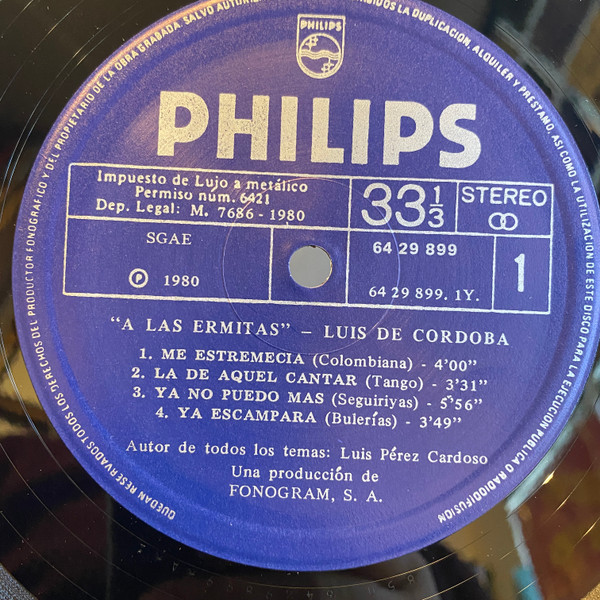 PHILIPS
PHILIPS
Impuesto de Lujo a metálico
Permiso num. 6421
Dep. Legal: M. 7686 - 1980
33 1/3
STEREO
SGAE
Ⓟ 1980
64 29 899
64 29 899. 1Y.
1
"A LAS ERMITAS" – LUIS DE CORDOBA
1. ME ESTREMECIA (Colombiana) - 4'00"
2. LA DE AQUEL CANTAR (Tango) - 3'31"
3. YA NO PUEDO MAS (Seguiriyas) - 5'56"
4. YA ESCAMPARA (Bulerías) - 3'49"
Autor de todos los temas: Luis Pérez Cardoso
Una producción de
FONOGRAM, S. A.
QUEDAN RESERVADOS TODOS LOS DERECHOS DEL PRODUCTOR FONOGRAFICO Y DEL PROPIETARIO DE LA OBRA GRABADA. SALVO AUTORI
LA DUPLICACION, ALQUILER Y PRESTAMO, ASI COMO LA UTILIZACION DE ESTE DISCO PARA LA EJECUCION PUBLICA O RADIODIFUSION